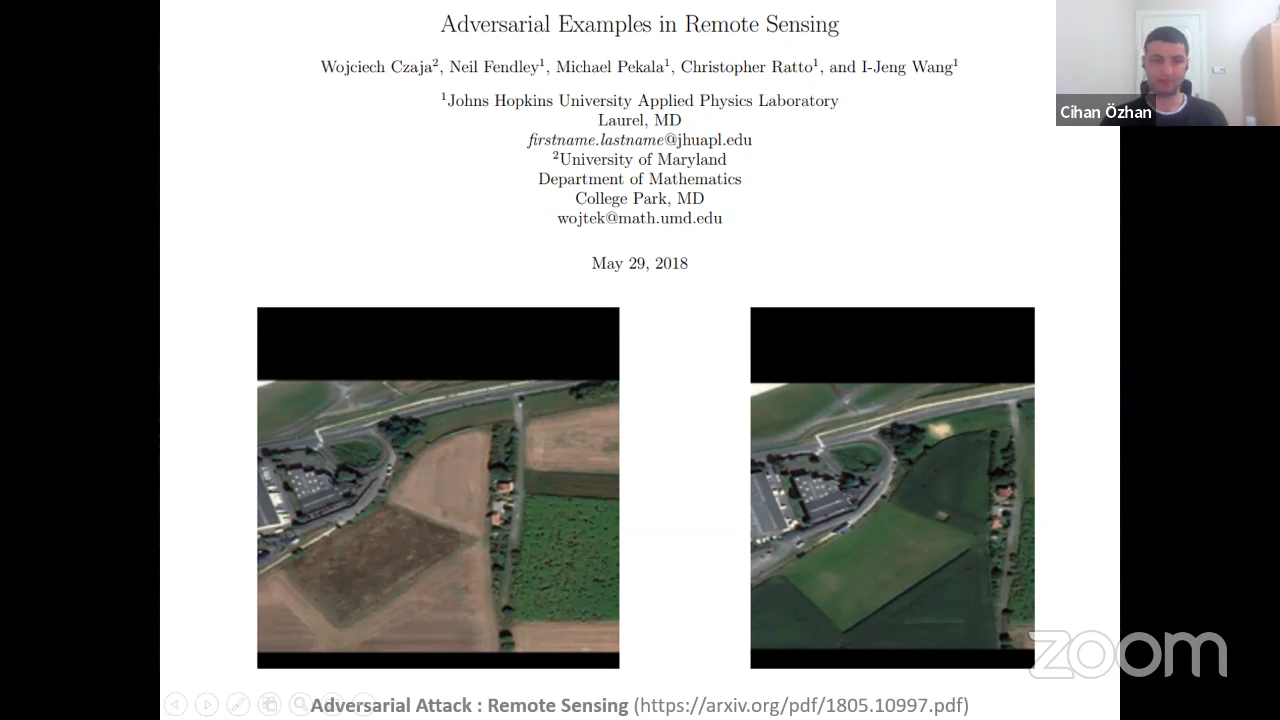 Adversarial Examples in Remote Sensing
Wojciech Czaja², Neil Fendley¹, Michael Pekala¹, Christopher Ratto¹, and I-Jeng Wang¹
¹Johns Hopkins University Applied Physics Laboratory
Laurel, MD
firstname.lastname@jhuapl.edu
²University of Maryland
Department of Mathematics
College Park, MD
wojtek@math.umd.edu
May 29, 2018
Cihan Özhan
zoom
Adversarial Attack : Remote Sensing (https://arxiv.org/pdf/1805.10997.pdf)